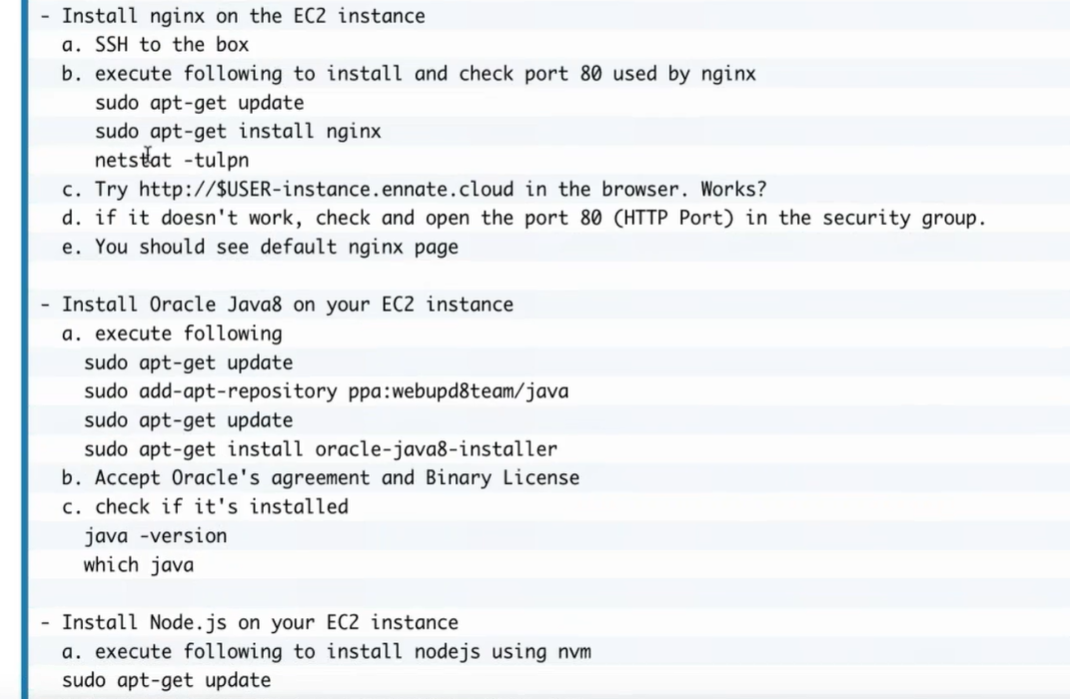 - Install nginx on the EC2 instance
a. SSH to the box
b. execute following to install and check port 80 used by nginx
sudo apt-get update
sudo apt-get install nginx
netstat -tulpn
c. Try http://$USER-instance.ennate.cloud in the browser. Works?
d. if it doesn't work, check and open the port 80 (HTTP Port) in the security group.
e. You should see default nginx page
- Install Oracle Java8 on your EC2 instance
a. execute following
sudo apt-get update
sudo add-apt-repository ppa:webupd8team/java
sudo apt-get update
sudo apt-get install oracle-java8-installer
b. Accept Oracle's agreement and Binary License
c. check if it's installed
java -version
which java
- Install Node.js on your EC2 instance
a. execute following to install nodejs using nvm
sudo apt-get update